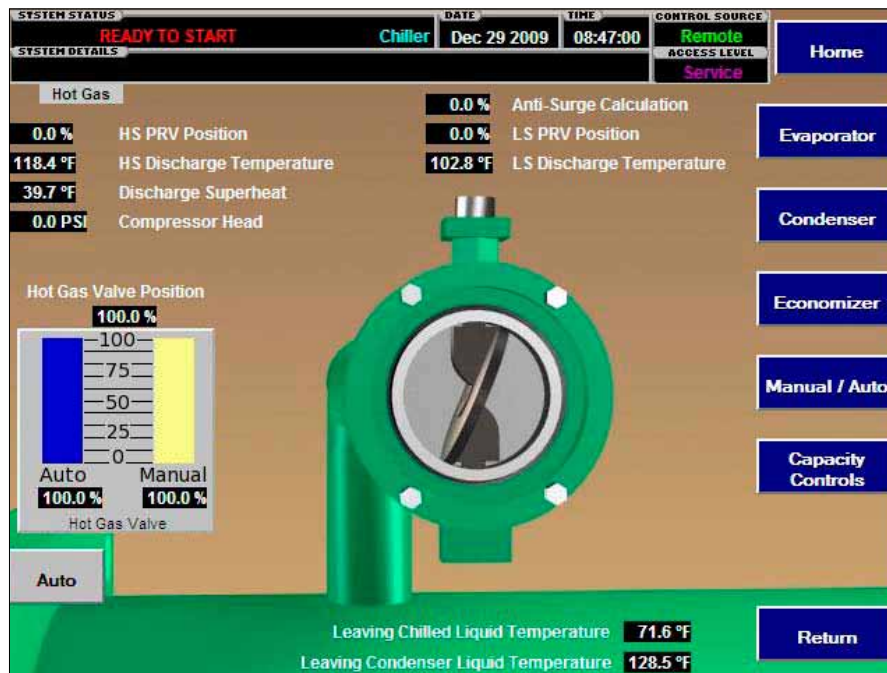 SYSTEM STATUS
READY TO START
Chiller
DATE
Dec 29 2009
TIME
08:47:00
CONTROL SOURCE
Remote
SYSTEM DETAILS
ACCESS LEVEL
Service
Home
Hot Gas
0.0 % HS PRV Position
118.4 °F HS Discharge Temperature
39.7 °F Discharge Superheat
0.0 PSI Compressor Head
0.0 % Anti-Surge Calculation
0.0 % LS PRV Position
102.8 °F LS Discharge Temperature
Evaporator
Condenser
Economizer
Manual / Auto
Capacity
Controls
Hot Gas Valve Position
100.0 %
100
75
50
25
0
Auto Manual
100.0 % 100.0 %
Hot Gas Valve
Auto
Leaving Chilled Liquid Temperature 71.6 °F
Leaving Condenser Liquid Temperature 128.5 °F
Return